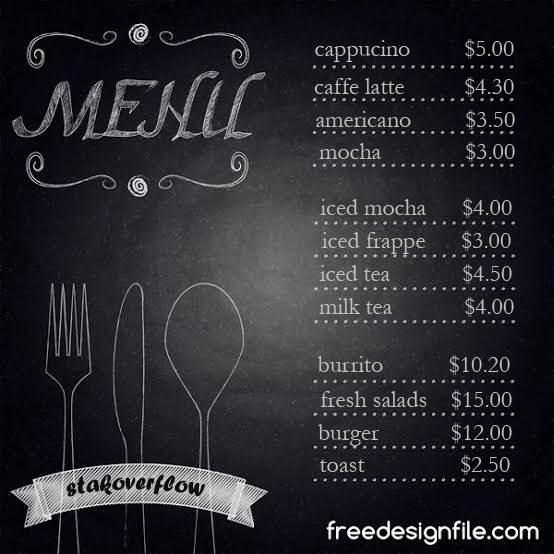 MENU
cappucino $5.00
caffe latte $4.30
americano $3.50
mocha $3.00
iced mocha $4.00
iced frappe $3.00
iced tea $4.50
milk tea $4.00
burrito $10.20
fresh salads $15.00
burger $12.00
toast $2.50
stakoverflow
freedesignfile.com